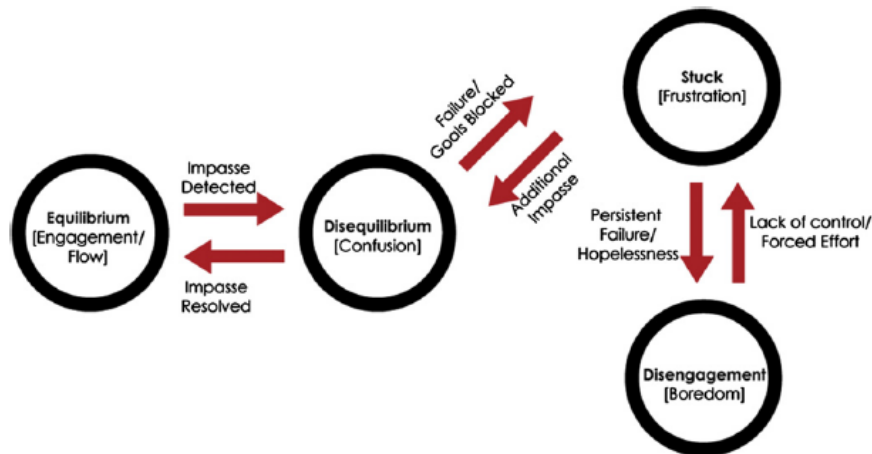 Equilibrium
[Engagement/
Flow]
Impasse
Detected
Impasse
Resolved
Disequilibrium
[Confusion]
Failure/
Goals Blocked
Additional
Impasse
Stuck
[Frustration]
Persistent
Failure/
Hopelessness
Lack of control/
Forced Effort
Disengagement
[Boredom]